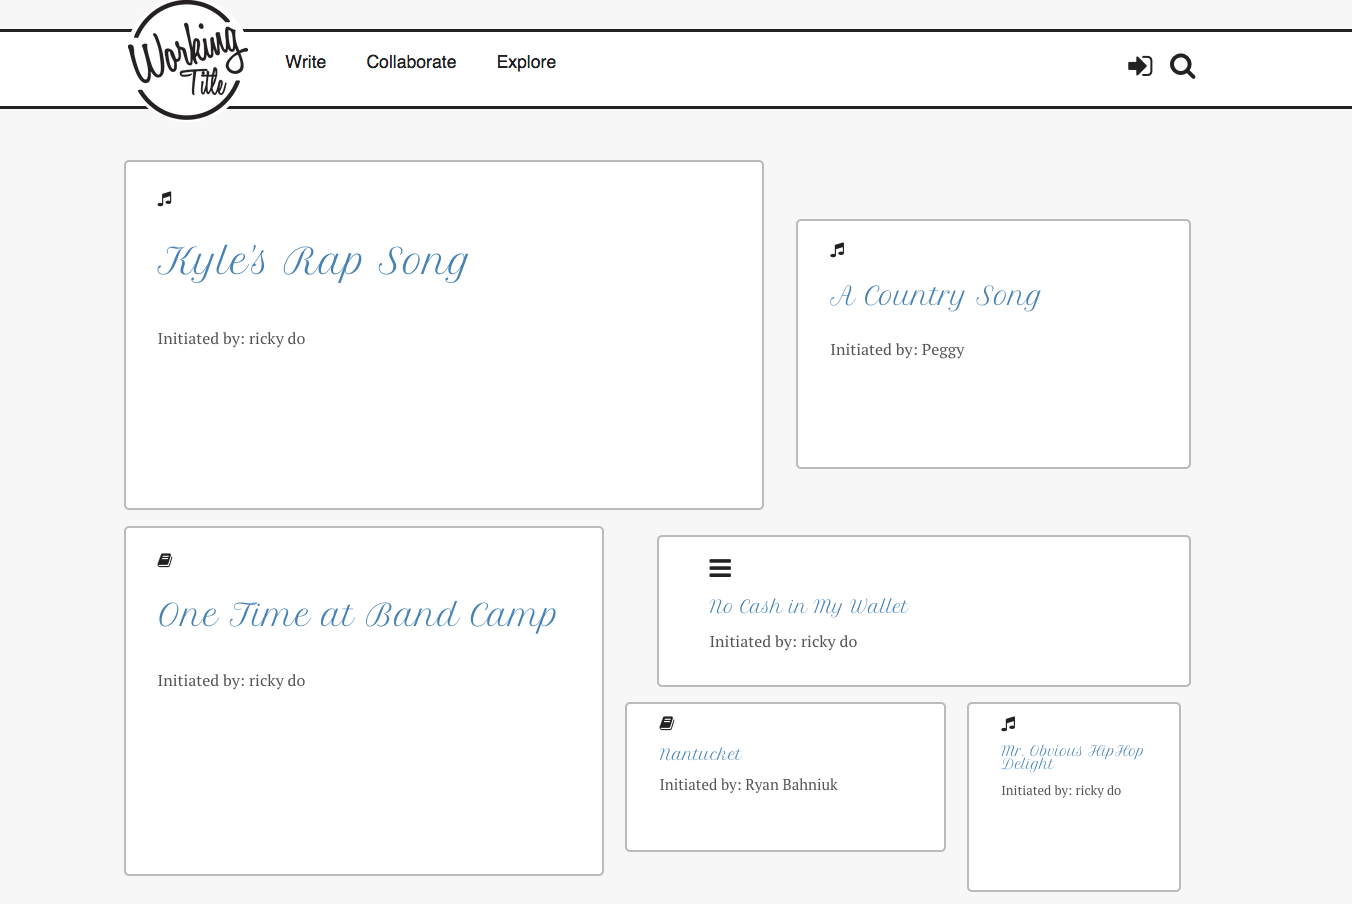 Working
Title
Write
Collaborate
Explore
Kyle's Rap Song
Initiated by: ricky do
A Country Song
Initiated by: Peggy
One Time at Band Camp
Initiated by: ricky do
No Cash in My Wallet
Initiated by: ricky do
Nantucket
Initiated by: Ryan Bahniuk
Mr. Obvious HipHop
Delight
Initiated by: ricky do